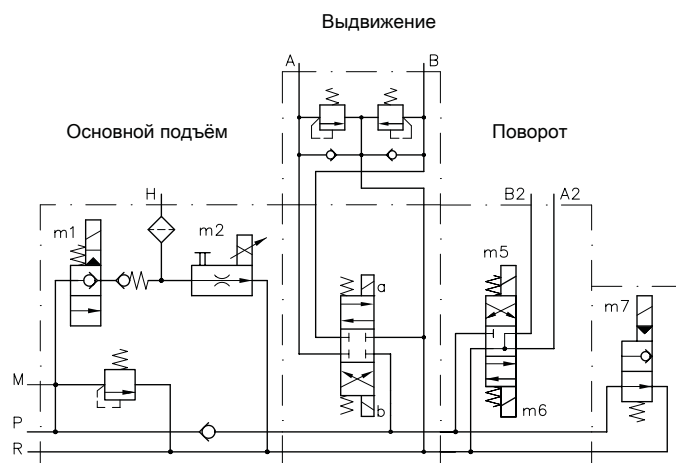 Выдвижение
A
B
Основной подъём
Поворот
H
B2
A2
m1
m2
m5
a
m7
M
b
m6
P
R